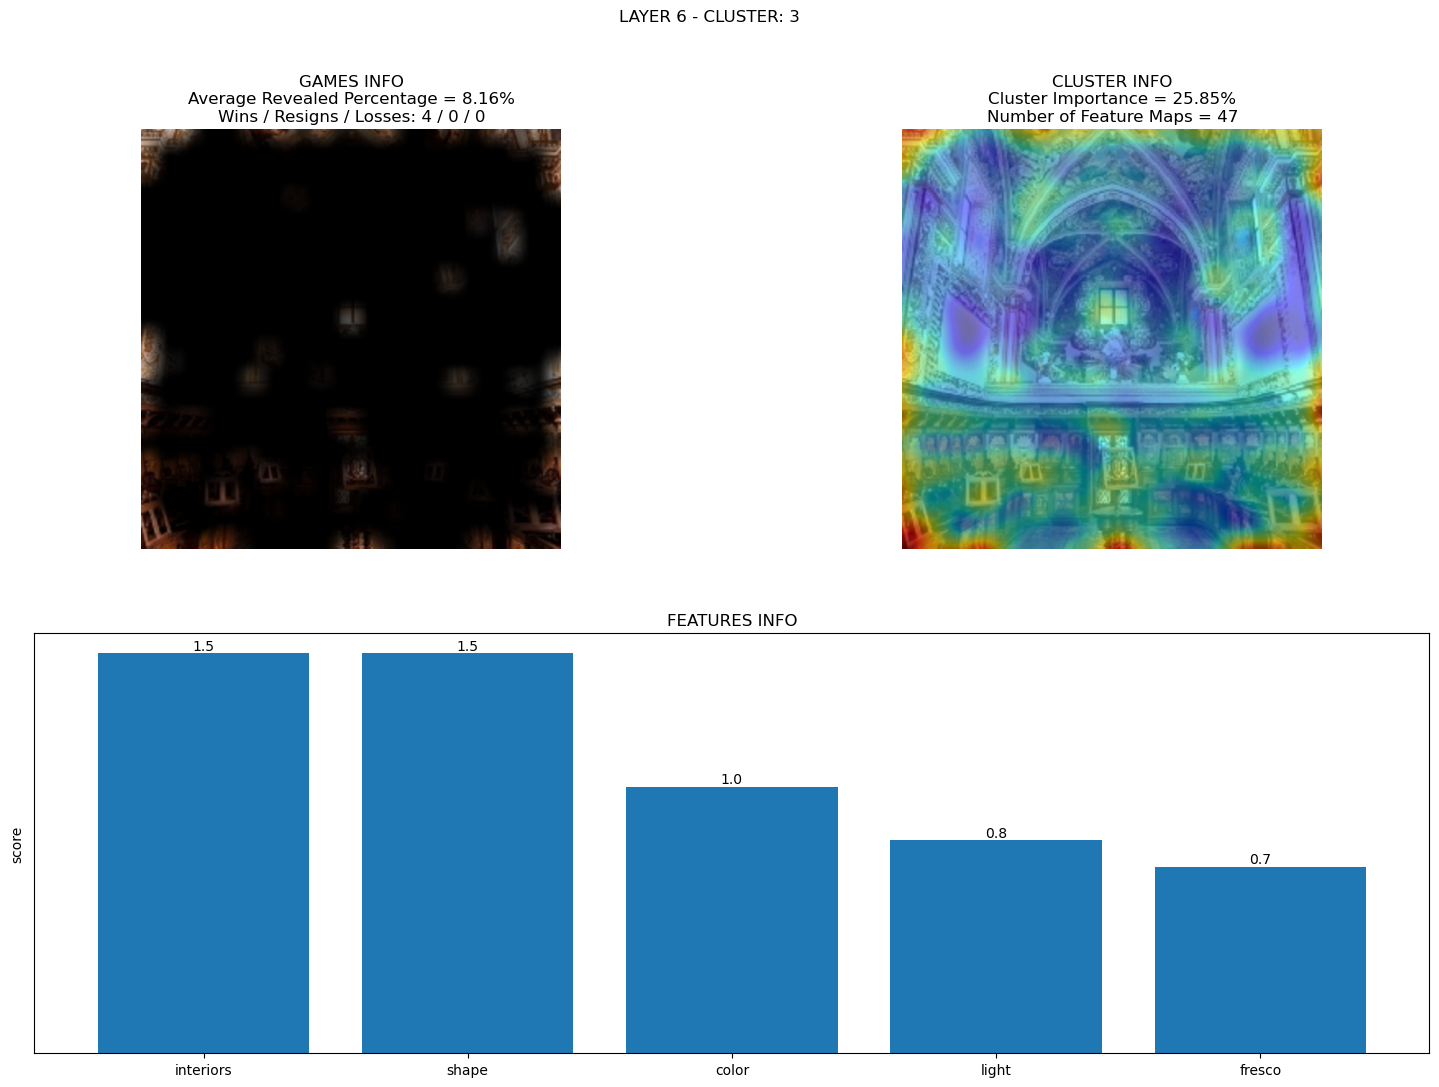 LAYER 6 - CLUSTER: 3
GAMES INFO
Average Revealed Percentage = 8.16%
Wins / Resigns / Losses: 4 / 0 / 0
CLUSTER INFO
Cluster Importance = 25.85%
Number of Feature Maps = 47
FEATURES INFO
score
1.5
1.5
1.0
0.8
0.7
interiors
shape
color
light
fresco